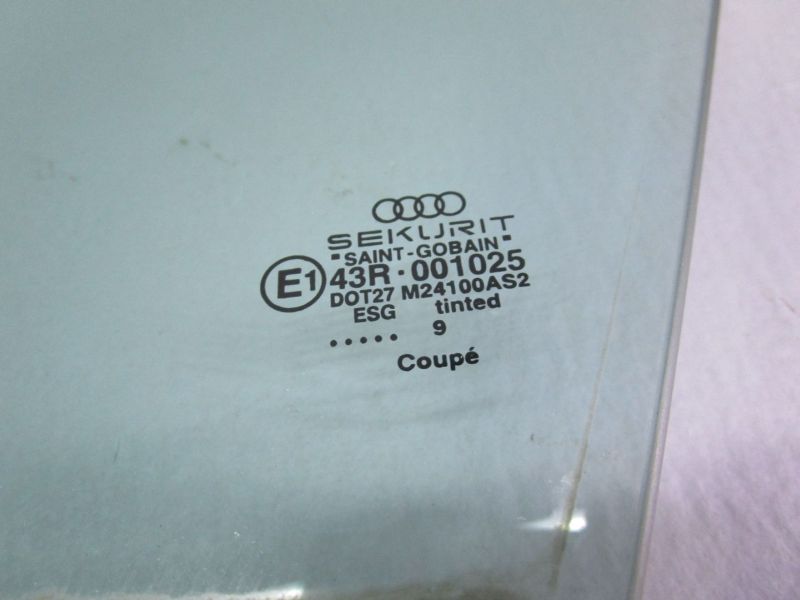 SEKURIT
"SAINT-GOBAIN"
E1 43R·001025
DOT27 M24100AS2
ESG tinted
..... 9
Coupé